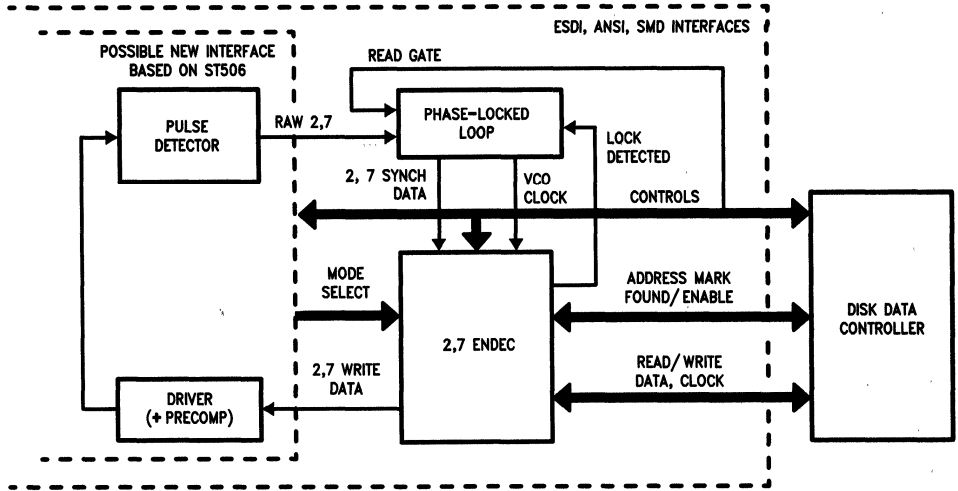 ESDI, ANSI, SMD INTERFACES
POSSIBLE NEW INTERFACE
BASED ON ST506
READ GATE
PULSE
DETECTOR
RAW 2,7
PHASE-LOCKED
LOOP
LOCK
DETECTED
2, 7 SYNCH
DATA
VCO
CLOCK
CONTROLS
MODE
SELECT
2,7 ENDEC
ADDRESS MARK
FOUND/ENABLE
DISK DATA
CONTROLLER
2,7 WRITE
DATA
READ/WRITE
DATA, CLOCK
DRIVER
(+ PRECOMP)